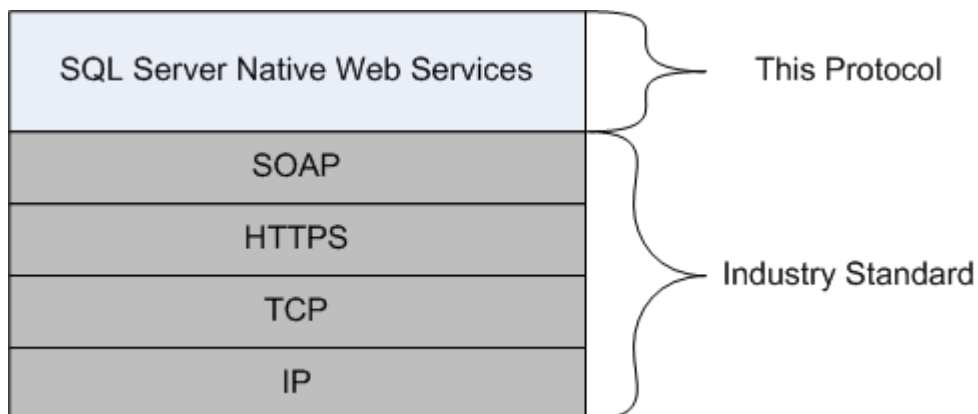 SQL Server Native Web Services
This Protocol
SOAP
HTTPS
TCP
IP
Industry Standard